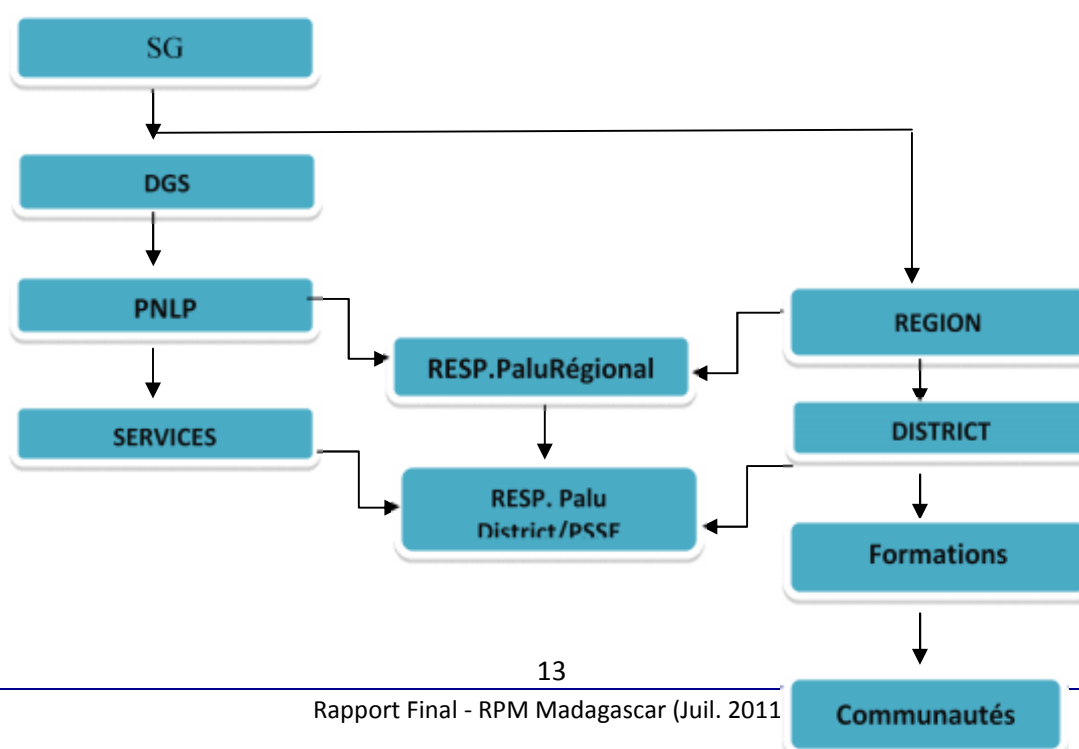 SG
DGS
PNLP
REGION
RESP.PaluRégional
SERVICES
DISTRICT
RESP. Palu
District/PSSE
Formations
13
Rapport Final - RPM Madagascar (Juil. 2011
Communautés